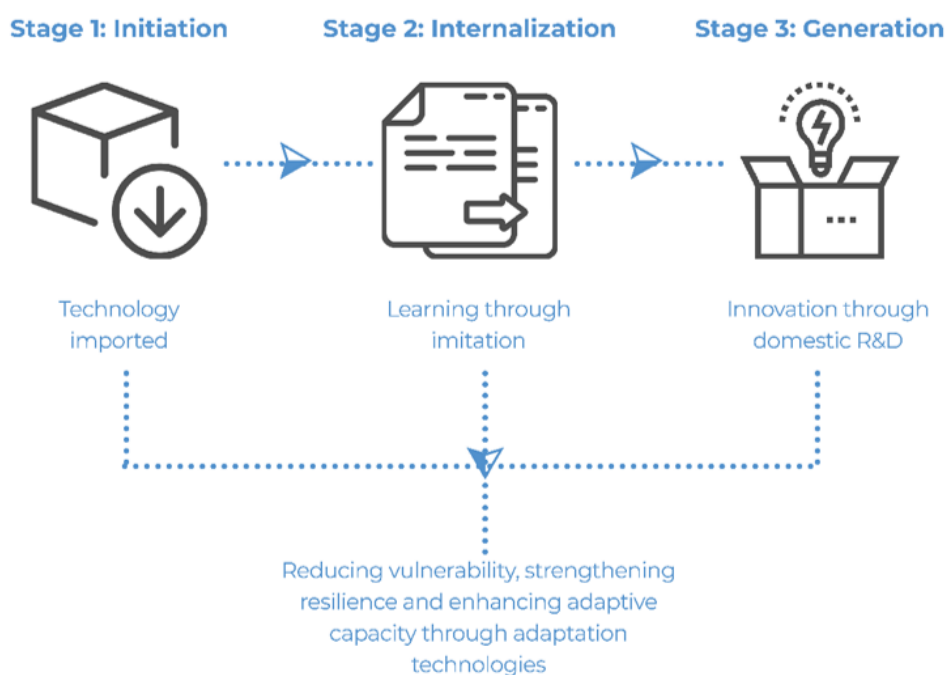 Stage 1: Initiation
Stage 2: Internalization
Stage 3: Generation
Technology
imported
Learning through
imitation
Innovation through
domestic R&D
Reducing vulnerability, strengthening
resilience and enhancing adaptive
capacity through adaptation
technologies